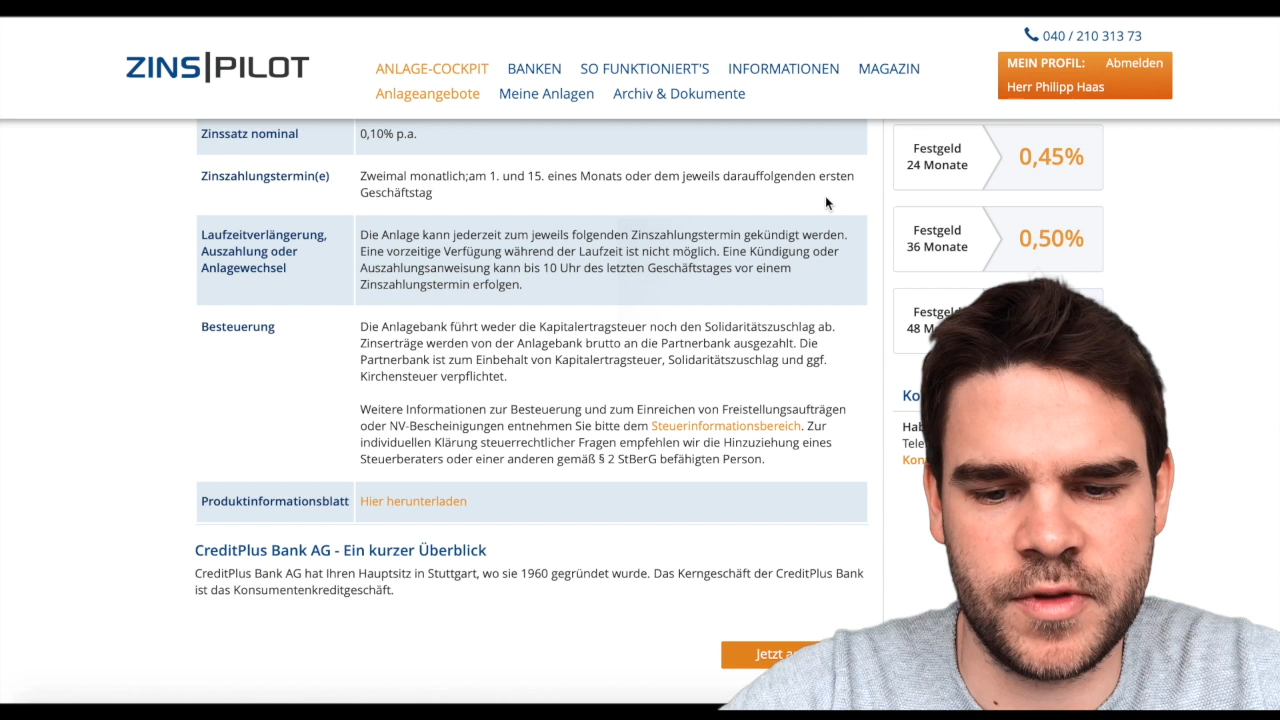 040 / 210 313 73
ZINS|PILOT
ANLAGE-COCKPIT BANKEN SO FUNKTIONIERT'S INFORMATIONEN MAGAZIN
MEIN PROFIL: Abmelden
Herr Philipp Haas
Anlageangebote Meine Anlagen Archiv & Dokumente
Zinssatz nominal 0,10% p.a.
Zinszahlungstermin(e) Zweimal monatlich;am 1. und 15. eines Monats oder dem jeweils darauffolgenden ersten
Geschäftstag
Laufzeitverlängerung,
Auszahlung oder
Anlagewechsel
Die Anlage kann jederzeit zum jeweils folgenden Zinszahlungstermin gekündigt werden.
Eine vorzeitige Verfügung während der Laufzeit ist nicht möglich. Eine Kündigung oder
Auszahlungsanweisung kann bis 10 Uhr des letzten Geschäftstages vor einem
Zinszahlungstermin erfolgen.
Besteuerung
Die Anlagebank führt weder die Kapitalertragsteuer noch den Solidaritätszuschlag ab.
Zinserträge werden von der Anlagebank brutto an die Partnerbank ausgezahlt. Die
Partnerbank ist zum Einbehalt von Kapitalertragsteuer, Solidaritätszuschlag und ggf.
Kirchensteuer verpflichtet.
Weitere Informationen zur Besteuerung und zum Einreichen von Freistellungsaufträgen
oder NV-Bescheinigungen entnehmen Sie bitte dem Steuerinformationsbereich. Zur
individuellen Klärung steuerrechtlicher Fragen empfehlen wir die Hinzuziehung eines
Steuerberaters oder einer anderen gemäß § 2 StBerG befähigten Person.
Produktinformationsblatt Hier herunterladen
CreditPlus Bank AG - Ein kurzer Überblick
CreditPlus Bank AG hat Ihren Hauptsitz in Stuttgart, wo sie 1960 gegründet wurde. Das Kerngeschäft der CreditPlus Bank
ist das Konsumentenkreditgeschäft.
Jetzt
Festgeld
24 Monate
0,45%
Festgeld
36 Monate
0,50%
Festgeld
48